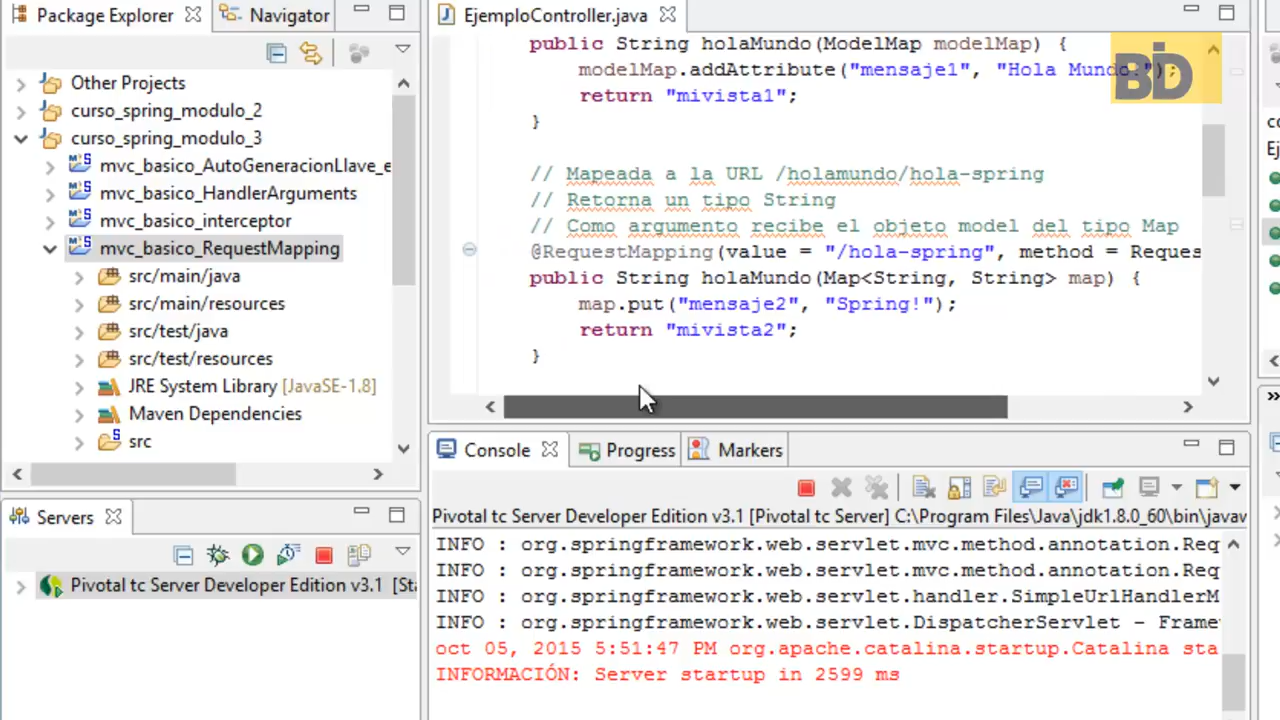 Package Explorer
Navigator
Other Projects
curso_spring_modulo_2
curso_spring_modulo_3
mvc_basico_AutoGeneracionLlave_e
mvc_basico_HandlerArguments
mvc_basico_interceptor
mvc_basico_RequestMapping
src/main/java
src/main/resources
src/test/java
src/test/resources
JRE System Library [JavaSE-1.8]
Maven Dependencies
src
Servers
Pivotal tc Server Developer Edition v3.1 [Sta
EjemploController.java
public String holaMundo(ModelMap modelMap) {
modelMap.addAttribute("mensaje1", "Hola Mundo!");
return "mivista1";
}
// Mapeada a la URL /holamundo/hola-spring
// Retorna un tipo String
// Como argumento recibe el objeto model del tipo Map
@RequestMapping(value = "/hola-spring", method = Reques
public String holaMundo(Map<String, String> map) {
map.put("mensaje2", "Spring!");
return "mivista2";
}
BD
Console
Progress
Markers
Pivotal tc Server Developer Edition v3.1 [Pivotal tc Server] C:\Program Files\Java\jdk1.8.0_60\bin\javaw
INFO : org.springframework.web.servlet.mvc.method.annotation.Req
INFO : org.springframework.web.servlet.mvc.method.annotation.Req
INFO : org.springframework.web.servlet.handler.SimpleUrlHandlerM
INFO : org.springframework.web.servlet.DispatcherServlet - Frame
oct 05, 2015 5:51:47 PM org.apache.catalina.startup.Catalina sta
INFORMACIÓN: Server startup in 2599 ms